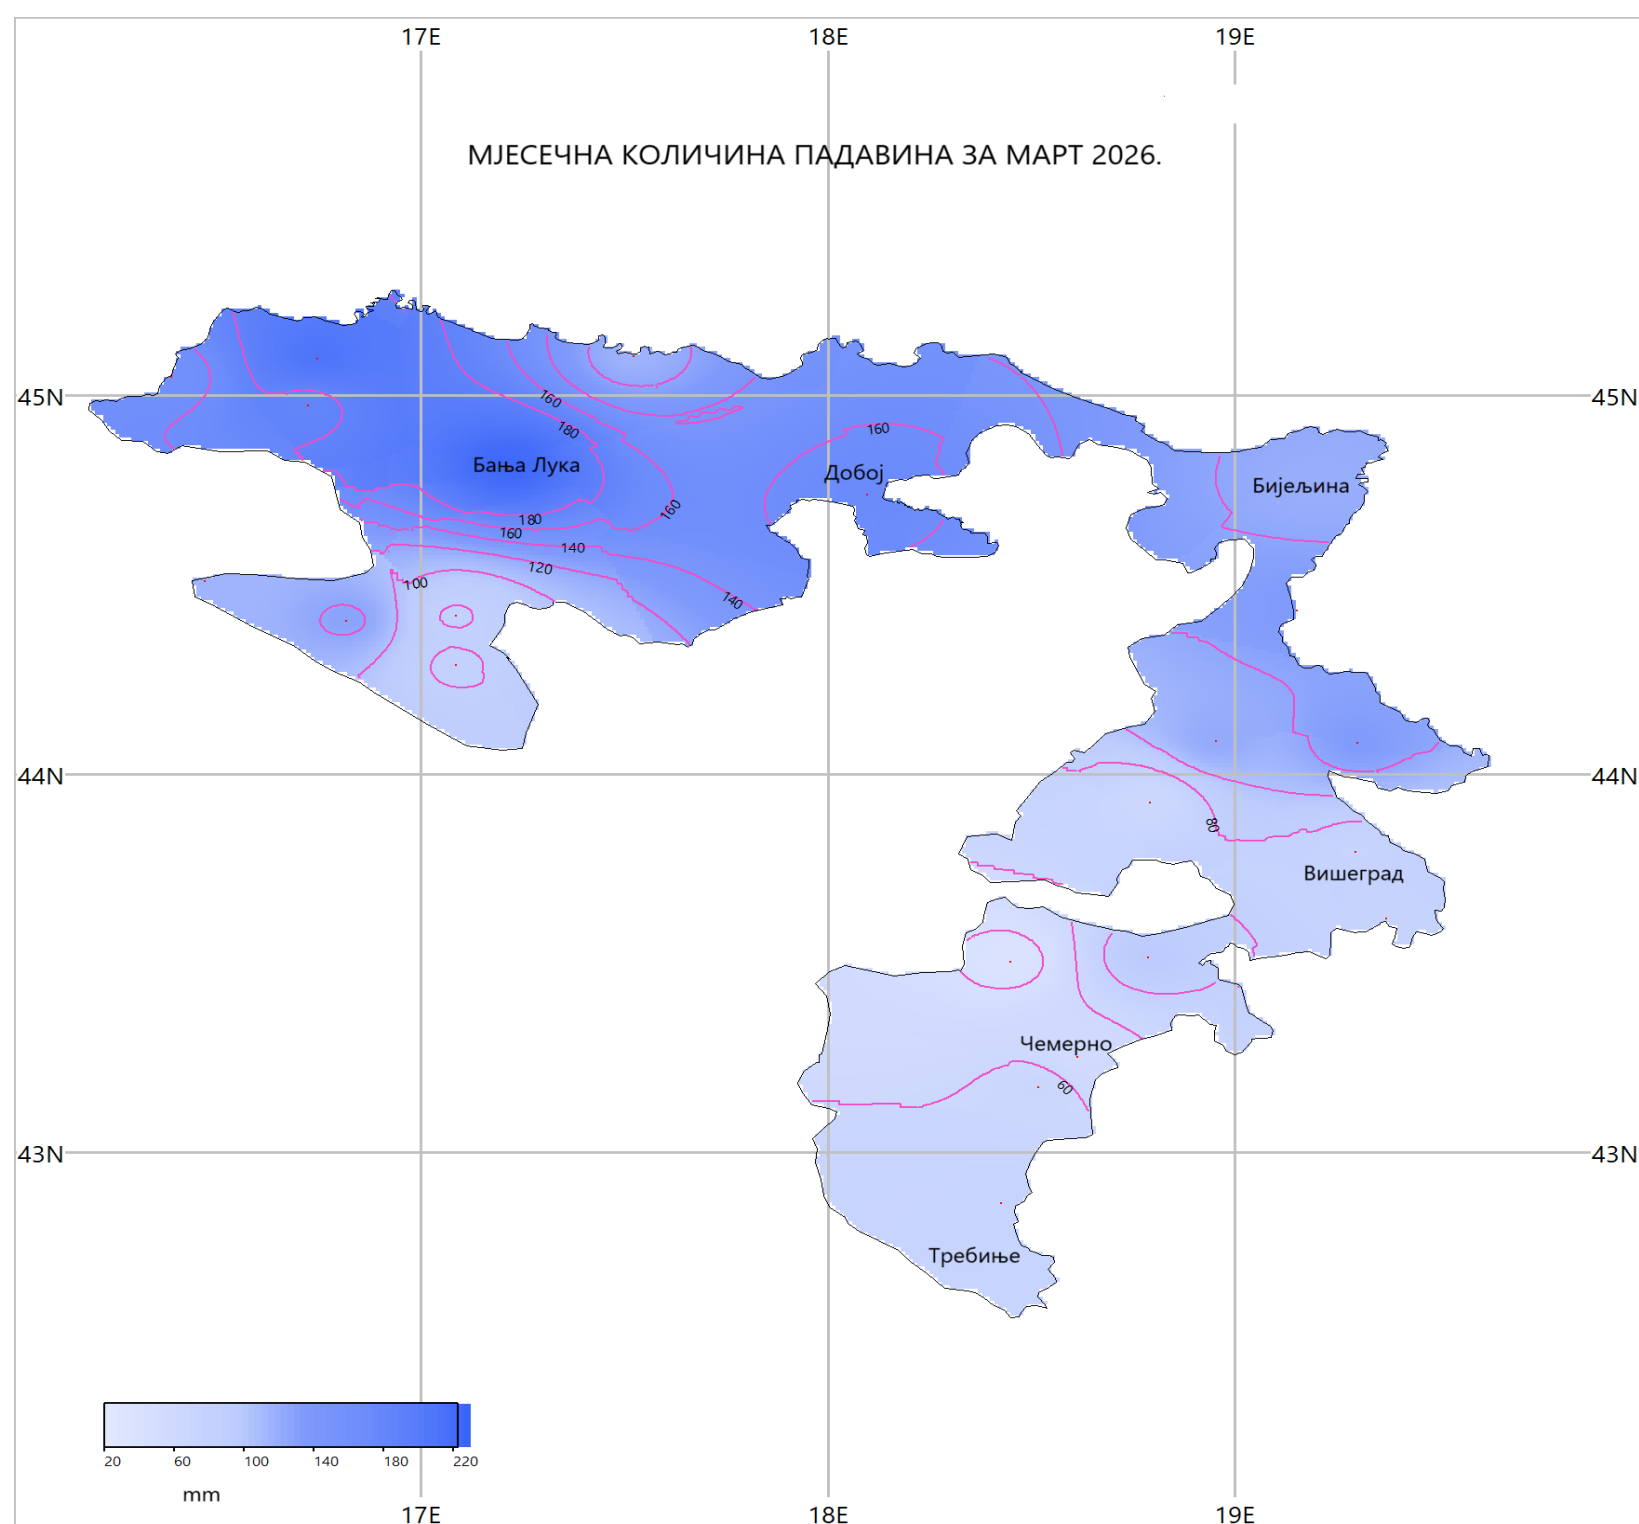 17E 18E 19E
МЈЕСЕЧНА КОЛИЧИНА ПАДАВИНА ЗА МАРТ 2026.
45N 45N
160
180
160
Бања Лука
Добој
Бијељина
180
160
160
140
120
100
140
44N 44N
80
Вишеград
Чемерно
60
43N 43N
Требиње
20 60 100 140 180 220
mm
17E 18E 19E